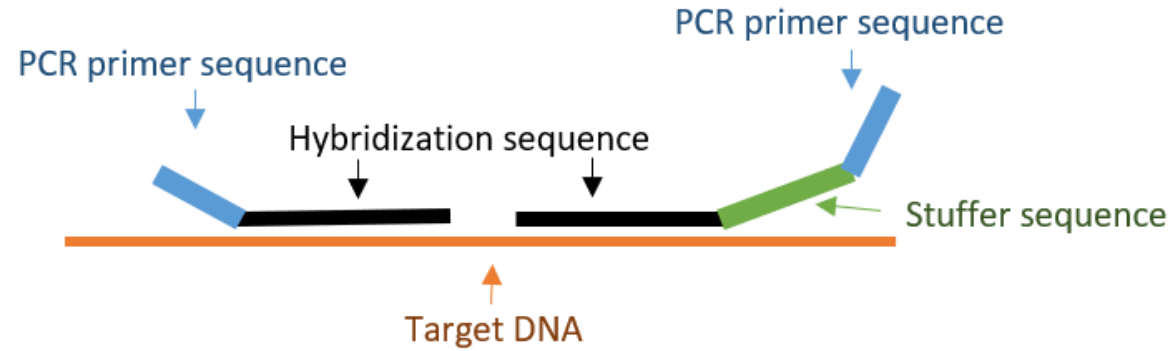 PCR primer sequence
PCR primer sequence
Hybridization sequence
Stuffer sequence
Target DNA